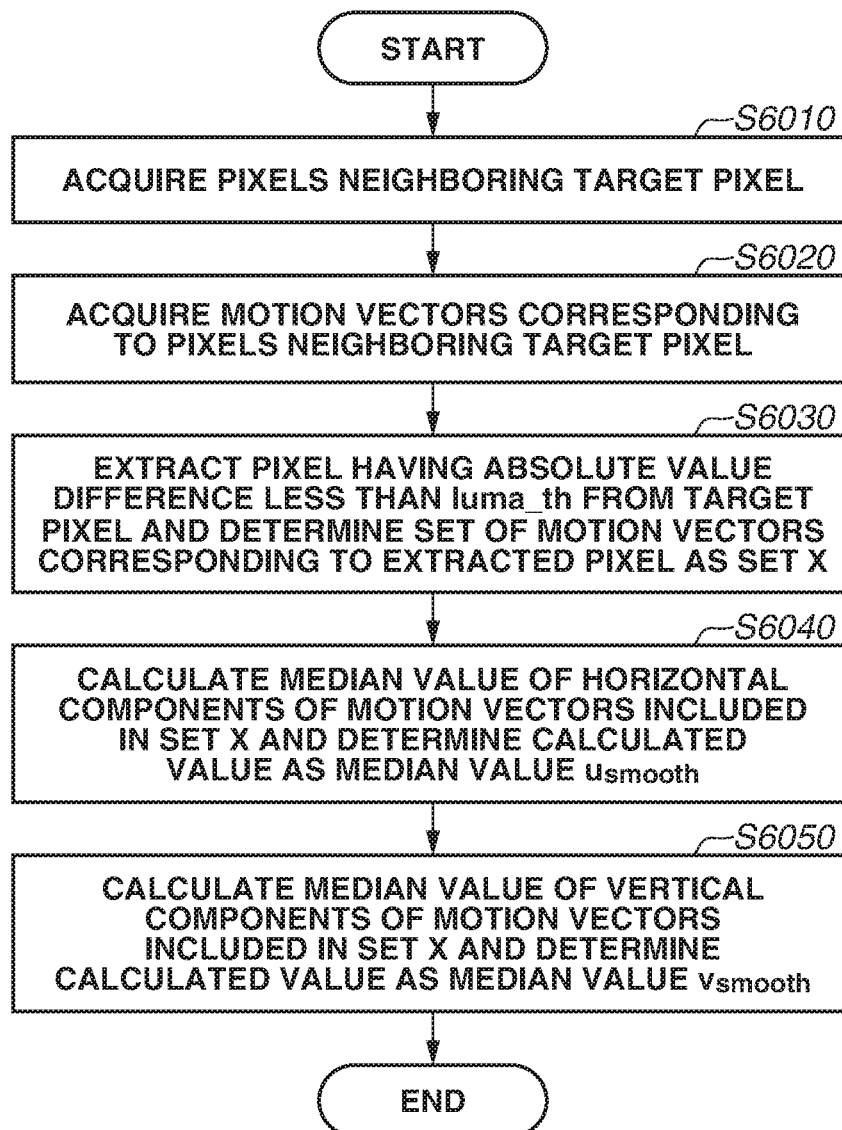 START
S6010
ACQUIRE PIXELS NEIGHBORING TARGET PIXEL
S6020
ACQUIRE MOTION VECTORS CORRESPONDING
TO PIXELS NEIGHBORING TARGET PIXEL
S6030
EXTRACT PIXEL HAVING ABSOLUTE VALUE
DIFFERENCE LESS THAN luma_th FROM TARGET
PIXEL AND DETERMINE SET OF MOTION VECTORS
CORRESPONDING TO EXTRACTED PIXEL AS SET X
S6040
CALCULATE MEDIAN VALUE OF HORIZONTAL
COMPONENTS OF MOTION VECTORS INCLUDED
IN SET X AND DETERMINE CALCULATED
VALUE AS MEDIAN VALUE usmooth
S6050
CALCULATE MEDIAN VALUE OF VERTICAL
COMPONENTS OF MOTION VECTORS
INCLUDED IN SET X AND DETERMINE
CALCULATED VALUE AS MEDIAN VALUE vsmooth
END